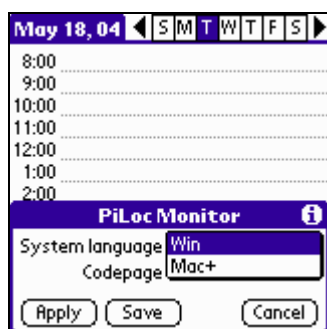 May 18, 04 S M T W T F S
8:00
9:00
10:00
11:00
12:00
1:00
2:00
PiLoc Monitor i
System language Win
Codepage Mac+
Apply Save Cancel